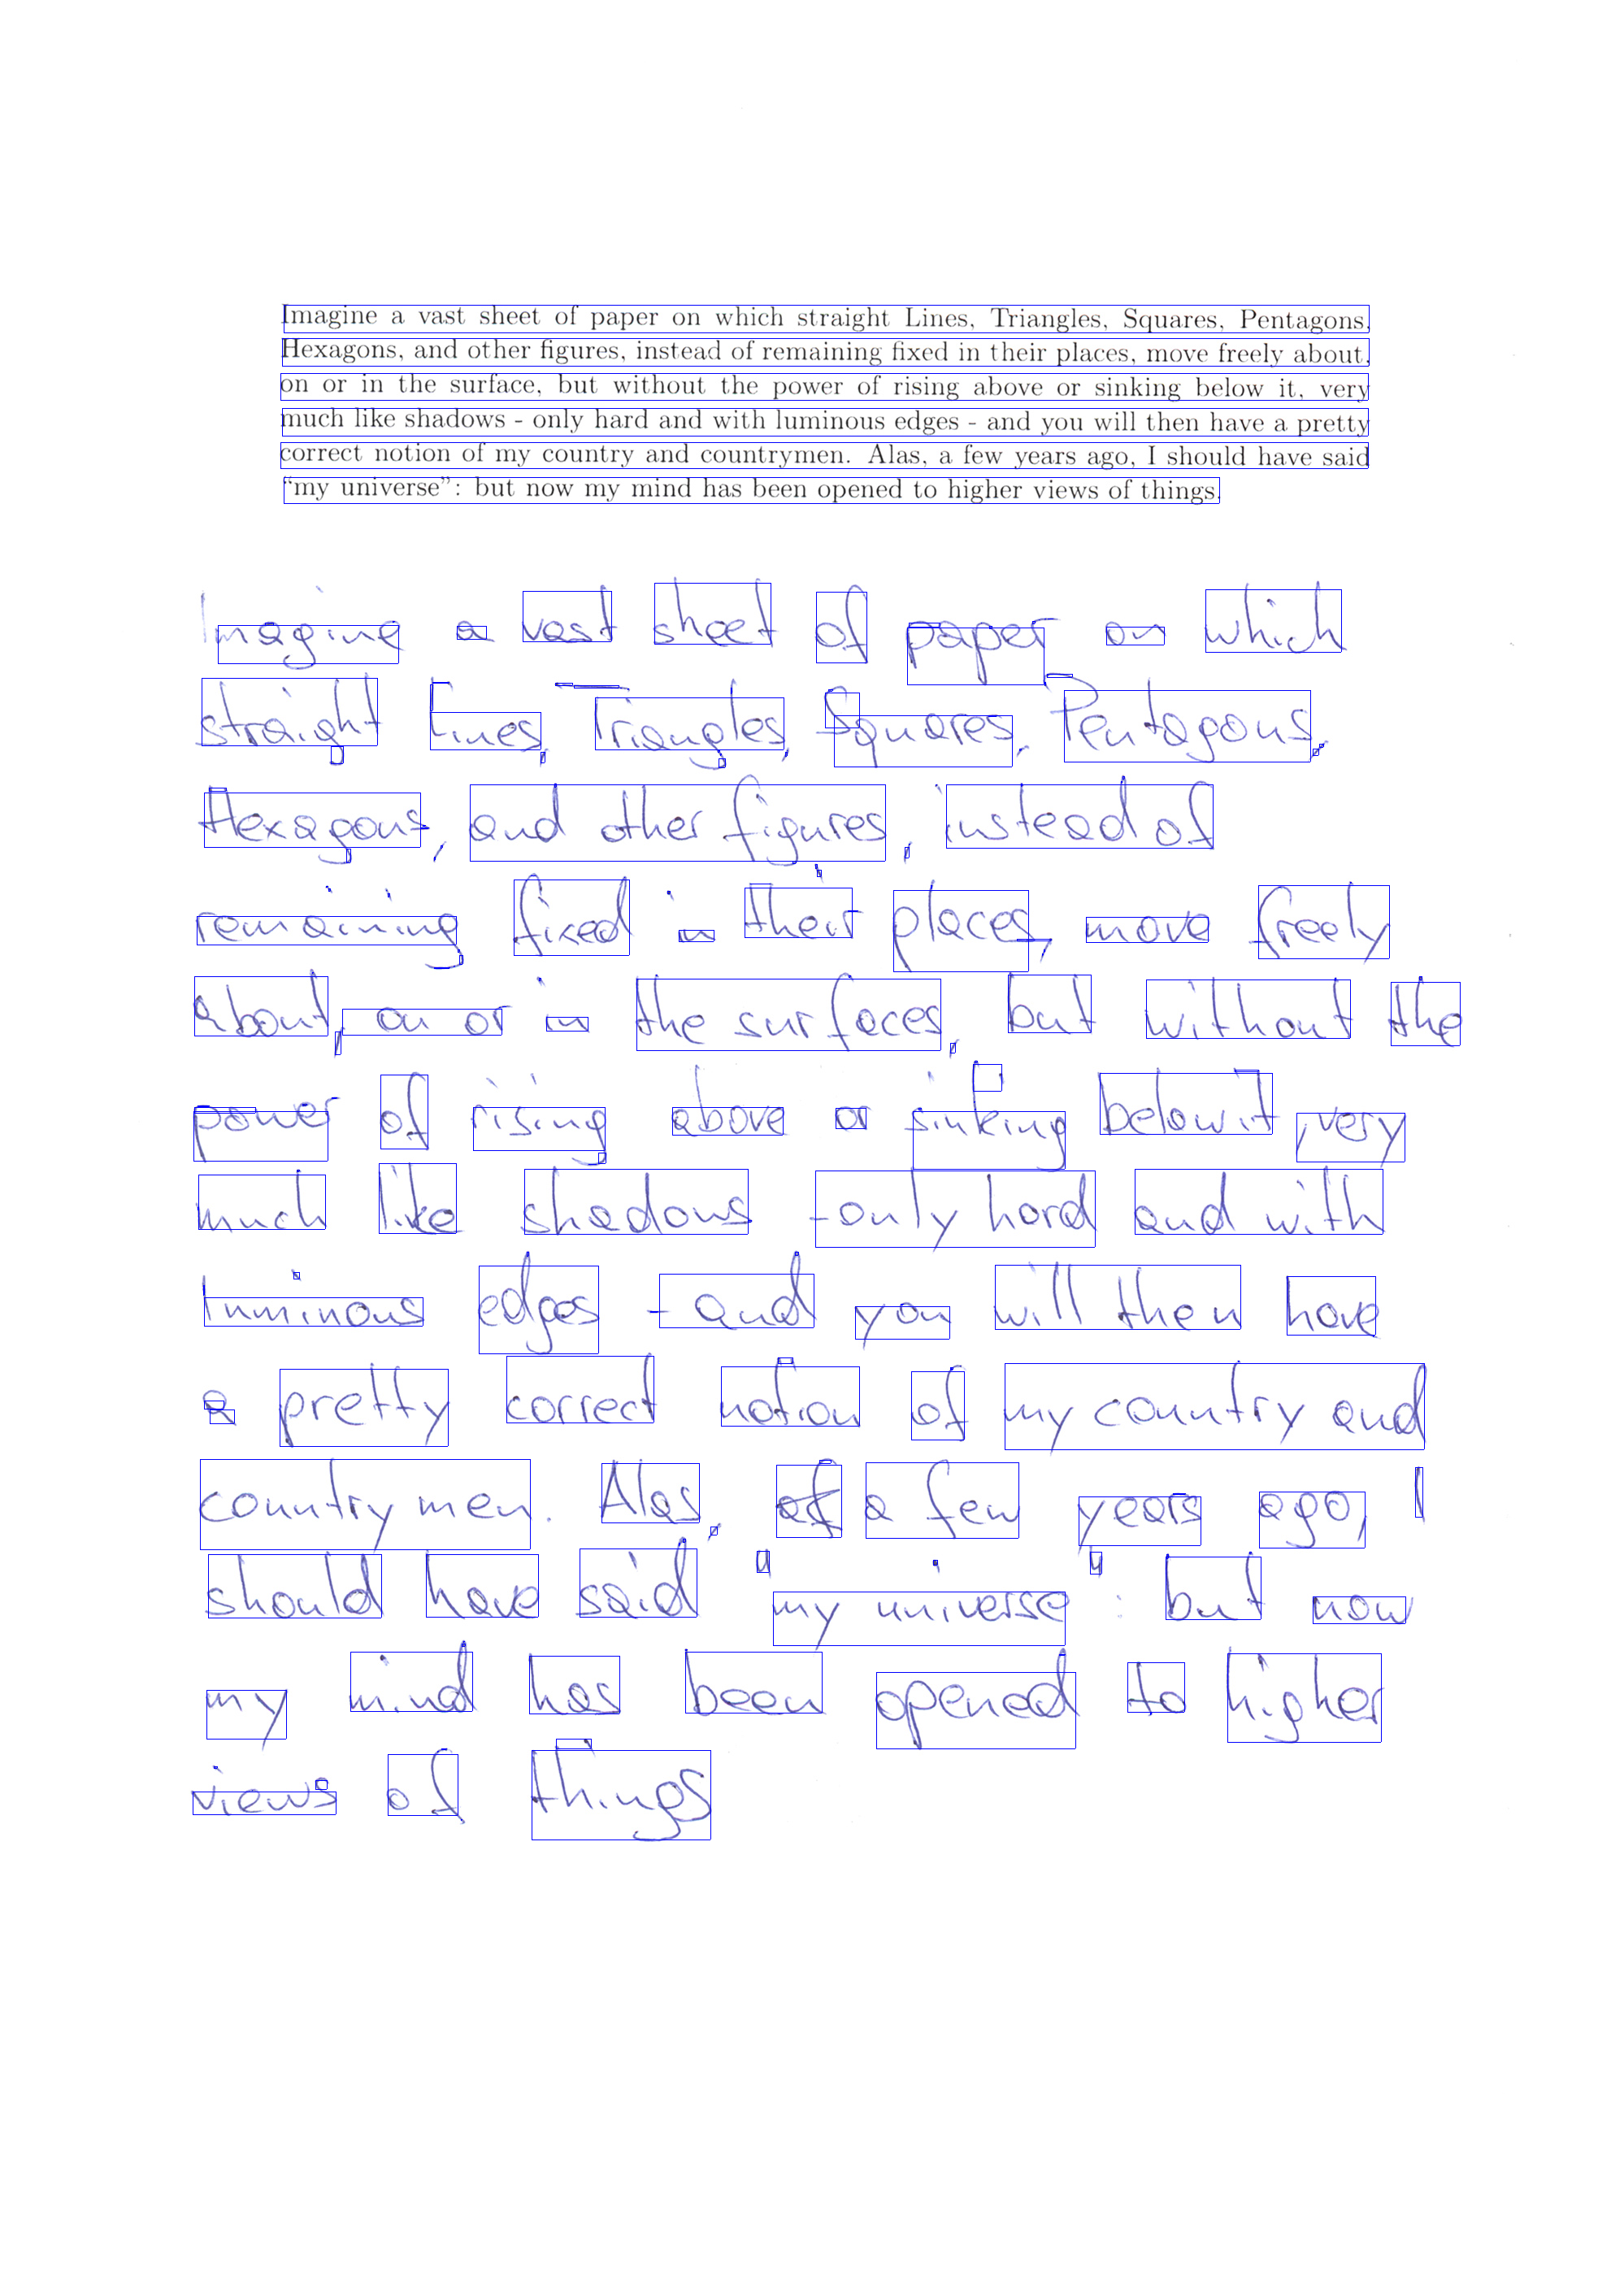 Imagine a vast sheet of paper on which straight Lines, Triangles, Squares, Pentagons,
Hexagons, and other figures, instead of remaining fixed in their places, move freely about,
on or in the surface, but without the power of rising above or sinking below it, very
much like shadows - only hard and with luminous edges - and you will then have a pretty
correct notion of my country and countrymen. Alas, a few years ago, I should have said
“my universe”: but now my mind has been opened to higher views of things.
Imagine a vast sheet of paper on which
straight Lines, Triangles, Squares, Pentagons,
Hexagons, and other figures, instead of
remaining fixed in their places, move freely
about, on or in the surfaces, but without the
power of rising above or sinking below it, very
much like shadows - only hard and with
luminous edges - and you will then have
a pretty correct notion of my country and
countrymen. Alas, a few years ago, I
should have said "my universe": but now
my mind has been opened to higher
views of things